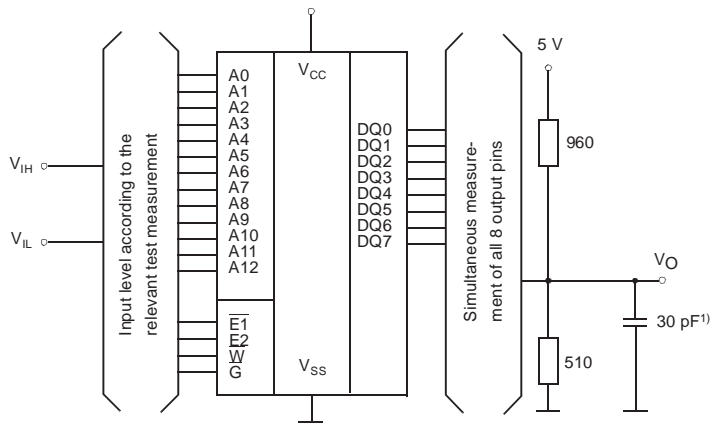 V_IH
V_IL
Input level according to the
relevant test measurement
A0
A1
A2
A3
A4
A5
A6
A7
A8
A9
A10
A11
A12
E1
E2
W
G
V_CC
V_SS
DQ0
DQ1
DQ2
DQ3
DQ4
DQ5
DQ6
DQ7
Simultaneous measure-
ment of all 8 output pins
5 V
960
V_O
30 pF¹⁾
510